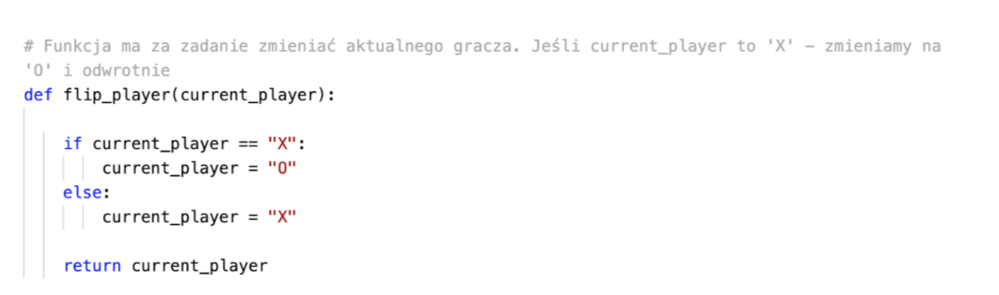 # Funkcja ma za zadanie zmieniać aktualnego gracza. Jeśli current_player to 'X' – zmieniamy na
'O' i odwrotnie
def flip_player(current_player):
if current_player == "X":
current_player = "O"
else:
current_player = "X"
return current_player